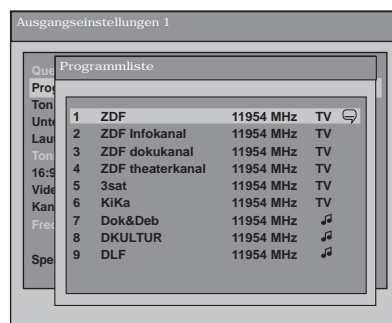 Ausgangseinstellungen 1
Programmliste
Que
Prog
Ton
Unte
Laut
Ton
16:9
Vide
Kan
Freq
Spe
1 ZDF 11954 MHz TV
2 ZDF Infokanal 11954 MHz TV
3 ZDF dokukanal 11954 MHz TV
4 ZDF theaterkanal 11954 MHz TV
5 3sat 11954 MHz TV
6 KiKa 11954 MHz TV
7 Dok&Deb 11954 MHz
8 DKULTUR 11954 MHz
9 DLF 11954 MHz